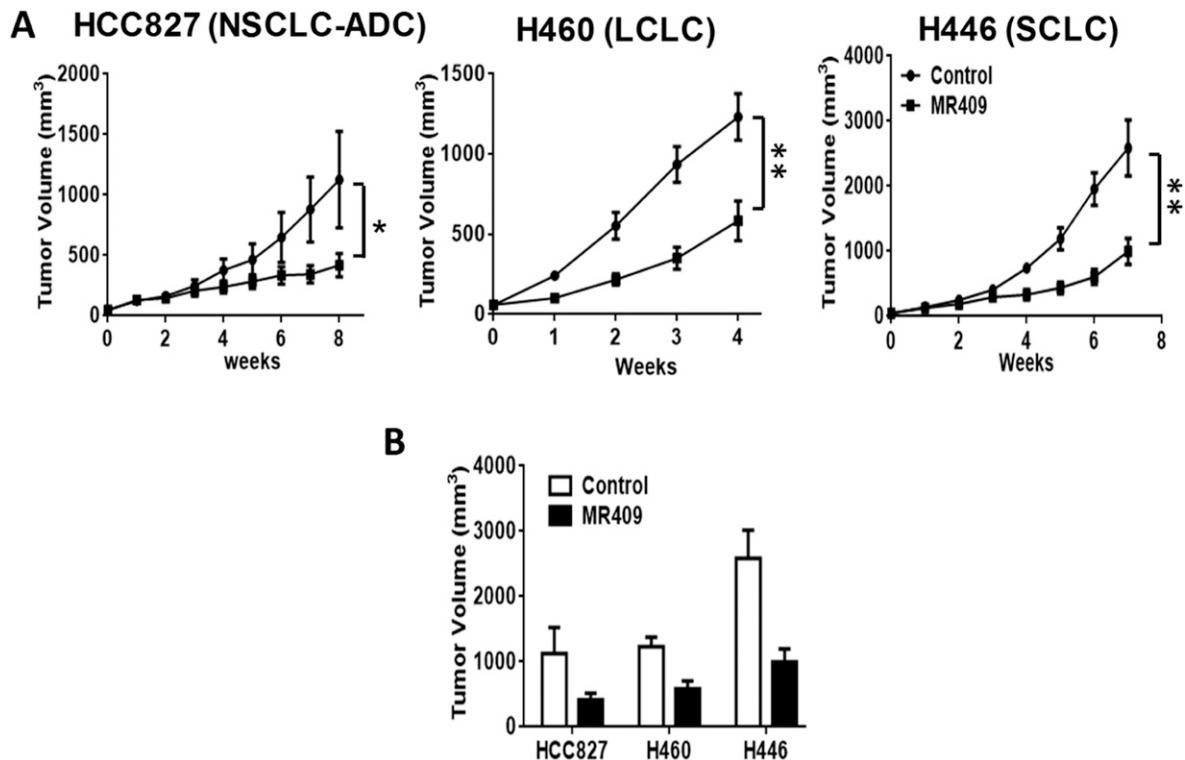 A
HCC827 (NSCLC-ADC)
H460 (LCLC)
H446 (SCLC)
Tumor Volume (mm³)
2000
1500
1000
500
0
0 2 4 6 8
weeks
*
Tumor Volume (mm³)
1500
1000
500
0
0 1 2 3 4
Weeks
**
Tumor Volume (mm³)
4000
3000
2000
1000
0
0 2 4 6 8
Weeks
Control
MR409
**
B
Tumor Volume (mm³)
4000
3000
2000
1000
0
Control
MR409
HCC827 H460 H446